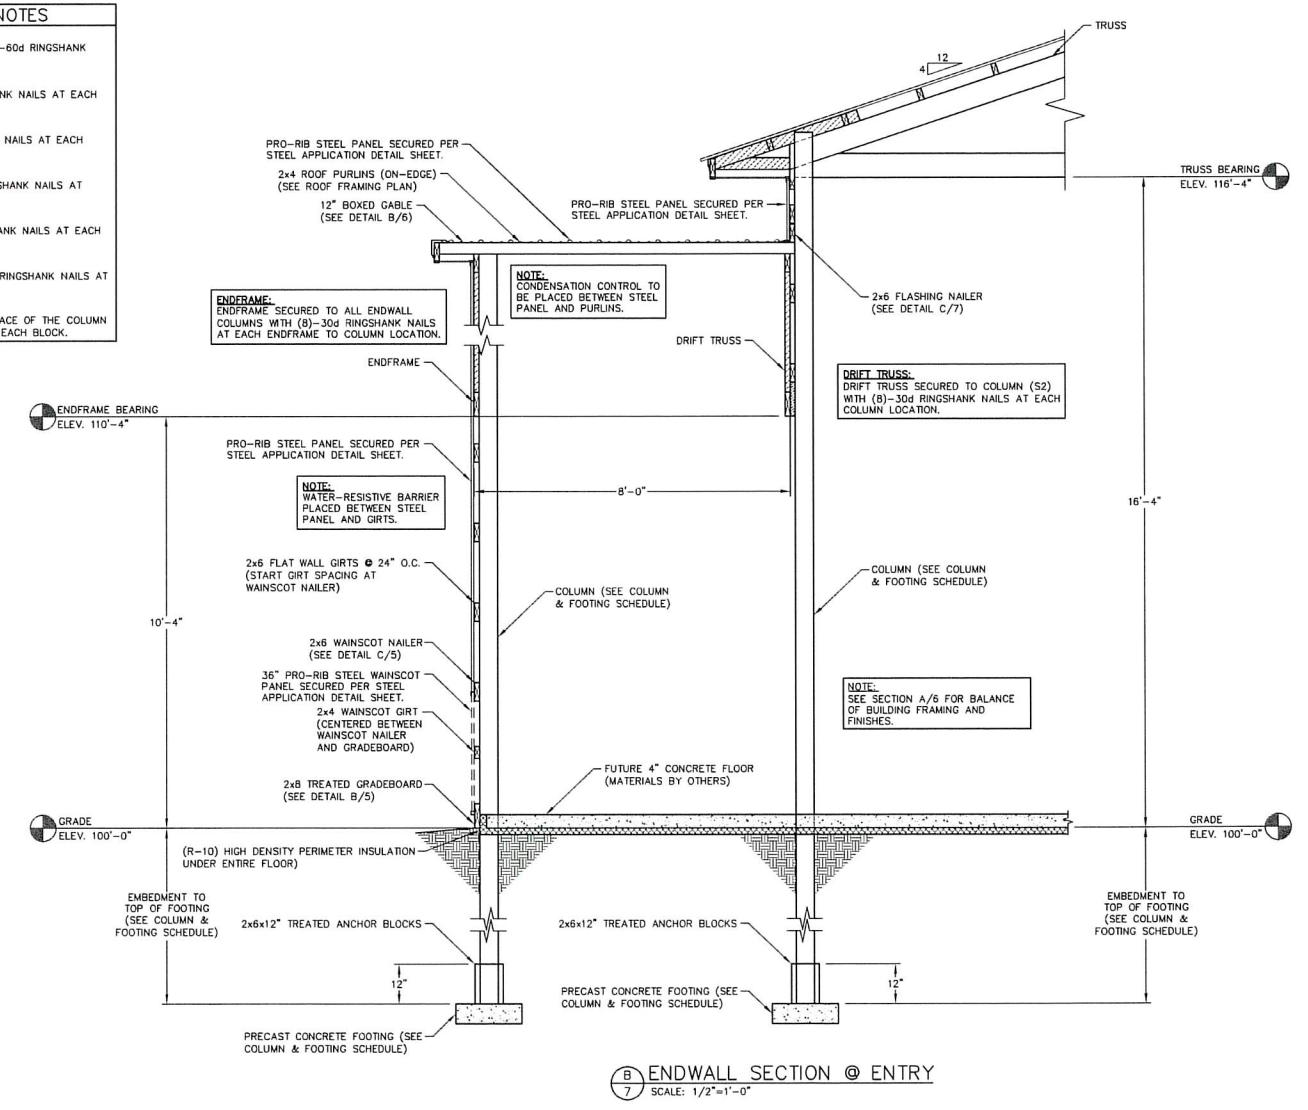 NOTES
-60d RINGSHANK
NK NAILS AT EACH
NAILS AT EACH
SHANK NAILS AT
ANK NAILS AT EACH
RINGSHANK NAILS AT
ACE OF THE COLUMN
EACH BLOCK.
TRUSS
12
4
PRO-RIB STEEL PANEL SECURED PER
STEEL APPLICATION DETAIL SHEET.
2x4 ROOF PURLINS (ON-EDGE)
(SEE ROOF FRAMING PLAN)
12" BOXED GABLE
(SEE DETAIL B/6)
PRO-RIB STEEL PANEL SECURED PER
STEEL APPLICATION DETAIL SHEET.
TRUSS BEARING
ELEV. 116'-4"
NOTE:
CONDENSATION CONTROL TO
BE PLACED BETWEEN STEEL
PANEL AND PURLINS.
ENDFRAME:
ENDFRAME SECURED TO ALL ENDWALL
COLUMNS WITH (8)-30d RINGSHANK NAILS
AT EACH ENDFRAME TO COLUMN LOCATION.
2x6 FLASHING NAILER
(SEE DETAIL C/7)
DRIFT TRUSS
ENDFRAME
DRIFT TRUSS:
DRIFT TRUSS SECURED TO COLUMN (S2)
WITH (8)-30d RINGSHANK NAILS AT EACH
COLUMN LOCATION.
ENDFRAME BEARING
ELEV. 110'-4"
PRO-RIB STEEL PANEL SECURED PER
STEEL APPLICATION DETAIL SHEET.
NOTE:
WATER-RESISTIVE BARRIER
PLACED BETWEEN STEEL
PANEL AND GIRTS.
8'-0"
16'-4"
2x6 FLAT WALL GIRTS @ 24" O.C.
(START GIRT SPACING AT
WAINSCOT NAILER)
COLUMN (SEE COLUMN
& FOOTING SCHEDULE)
COLUMN (SEE COLUMN
& FOOTING SCHEDULE)
10'-4"
2x6 WAINSCOT NAILER
(SEE DETAIL C/5)
36" PRO-RIB STEEL WAINSCOT
PANEL SECURED PER STEEL
APPLICATION DETAIL SHEET.
2x4 WAINSCOT GIRT
(CENTERED BETWEEN
WAINSCOT NAILER
AND GRADEBOARD)
NOTE:
SEE SECTION A/6 FOR BALANCE
OF BUILDING FRAMING AND
FINISHES.
2x8 TREATED GRADEBOARD
(SEE DETAIL B/5)
FUTURE 4" CONCRETE FLOOR
(MATERIALS BY OTHERS)
GRADE
ELEV. 100'-0"
GRADE
ELEV. 100'-0"
(R-10) HIGH DENSITY PERIMETER INSULATION
UNDER ENTIRE FLOOR)
EMBEDMENT TO
TOP OF FOOTING
(SEE COLUMN &
FOOTING SCHEDULE)
2x6x12" TREATED ANCHOR BLOCKS
2x6x12" TREATED ANCHOR BLOCKS
EMBEDMENT TO
TOP OF FOOTING
(SEE COLUMN &
FOOTING SCHEDULE)
12"
12"
PRECAST CONCRETE FOOTING (SEE
COLUMN & FOOTING SCHEDULE)
PRECAST CONCRETE FOOTING (SEE
COLUMN & FOOTING SCHEDULE)
B
7
ENDWALL SECTION @ ENTRY
SCALE: 1/2"=1'-0"